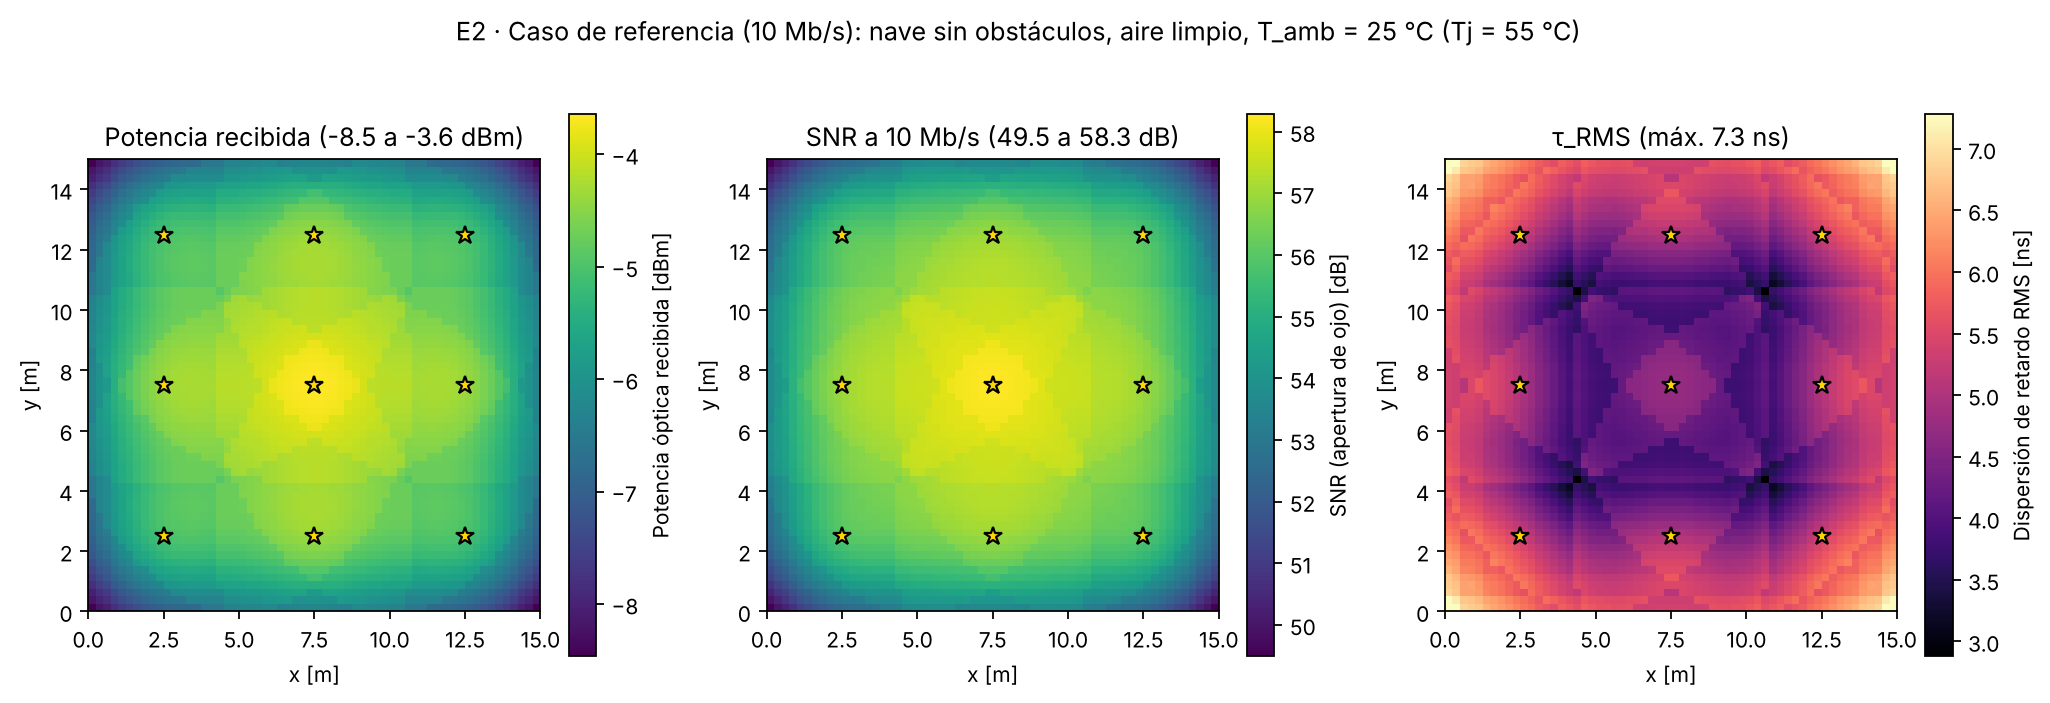 E2 · Caso de referencia (10 Mb/s): nave sin obstáculos, aire limpio, T_amb = 25 °C (Tj = 55 °C)
Potencia recibida (-8.5 a -3.6 dBm)
14
12
10
8
6
4
2
0
y [m]
0.0 2.5 5.0 7.5 10.0 12.5 15.0
x [m]
−4
−5
−6
−7
−8
Potencia óptica recibida [dBm]
SNR a 10 Mb/s (49.5 a 58.3 dB)
14
12
10
8
6
4
2
0
y [m]
0.0 2.5 5.0 7.5 10.0 12.5 15.0
x [m]
58
57
56
55
54
53
52
51
50
SNR (apertura de ojo) [dB]
τ_RMS (máx. 7.3 ns)
14
12
10
8
6
4
2
0
y [m]
0.0 2.5 5.0 7.5 10.0 12.5 15.0
x [m]
7.0
6.5
6.0
5.5
5.0
4.5
4.0
3.5
3.0
Dispersión de retardo RMS [ns]